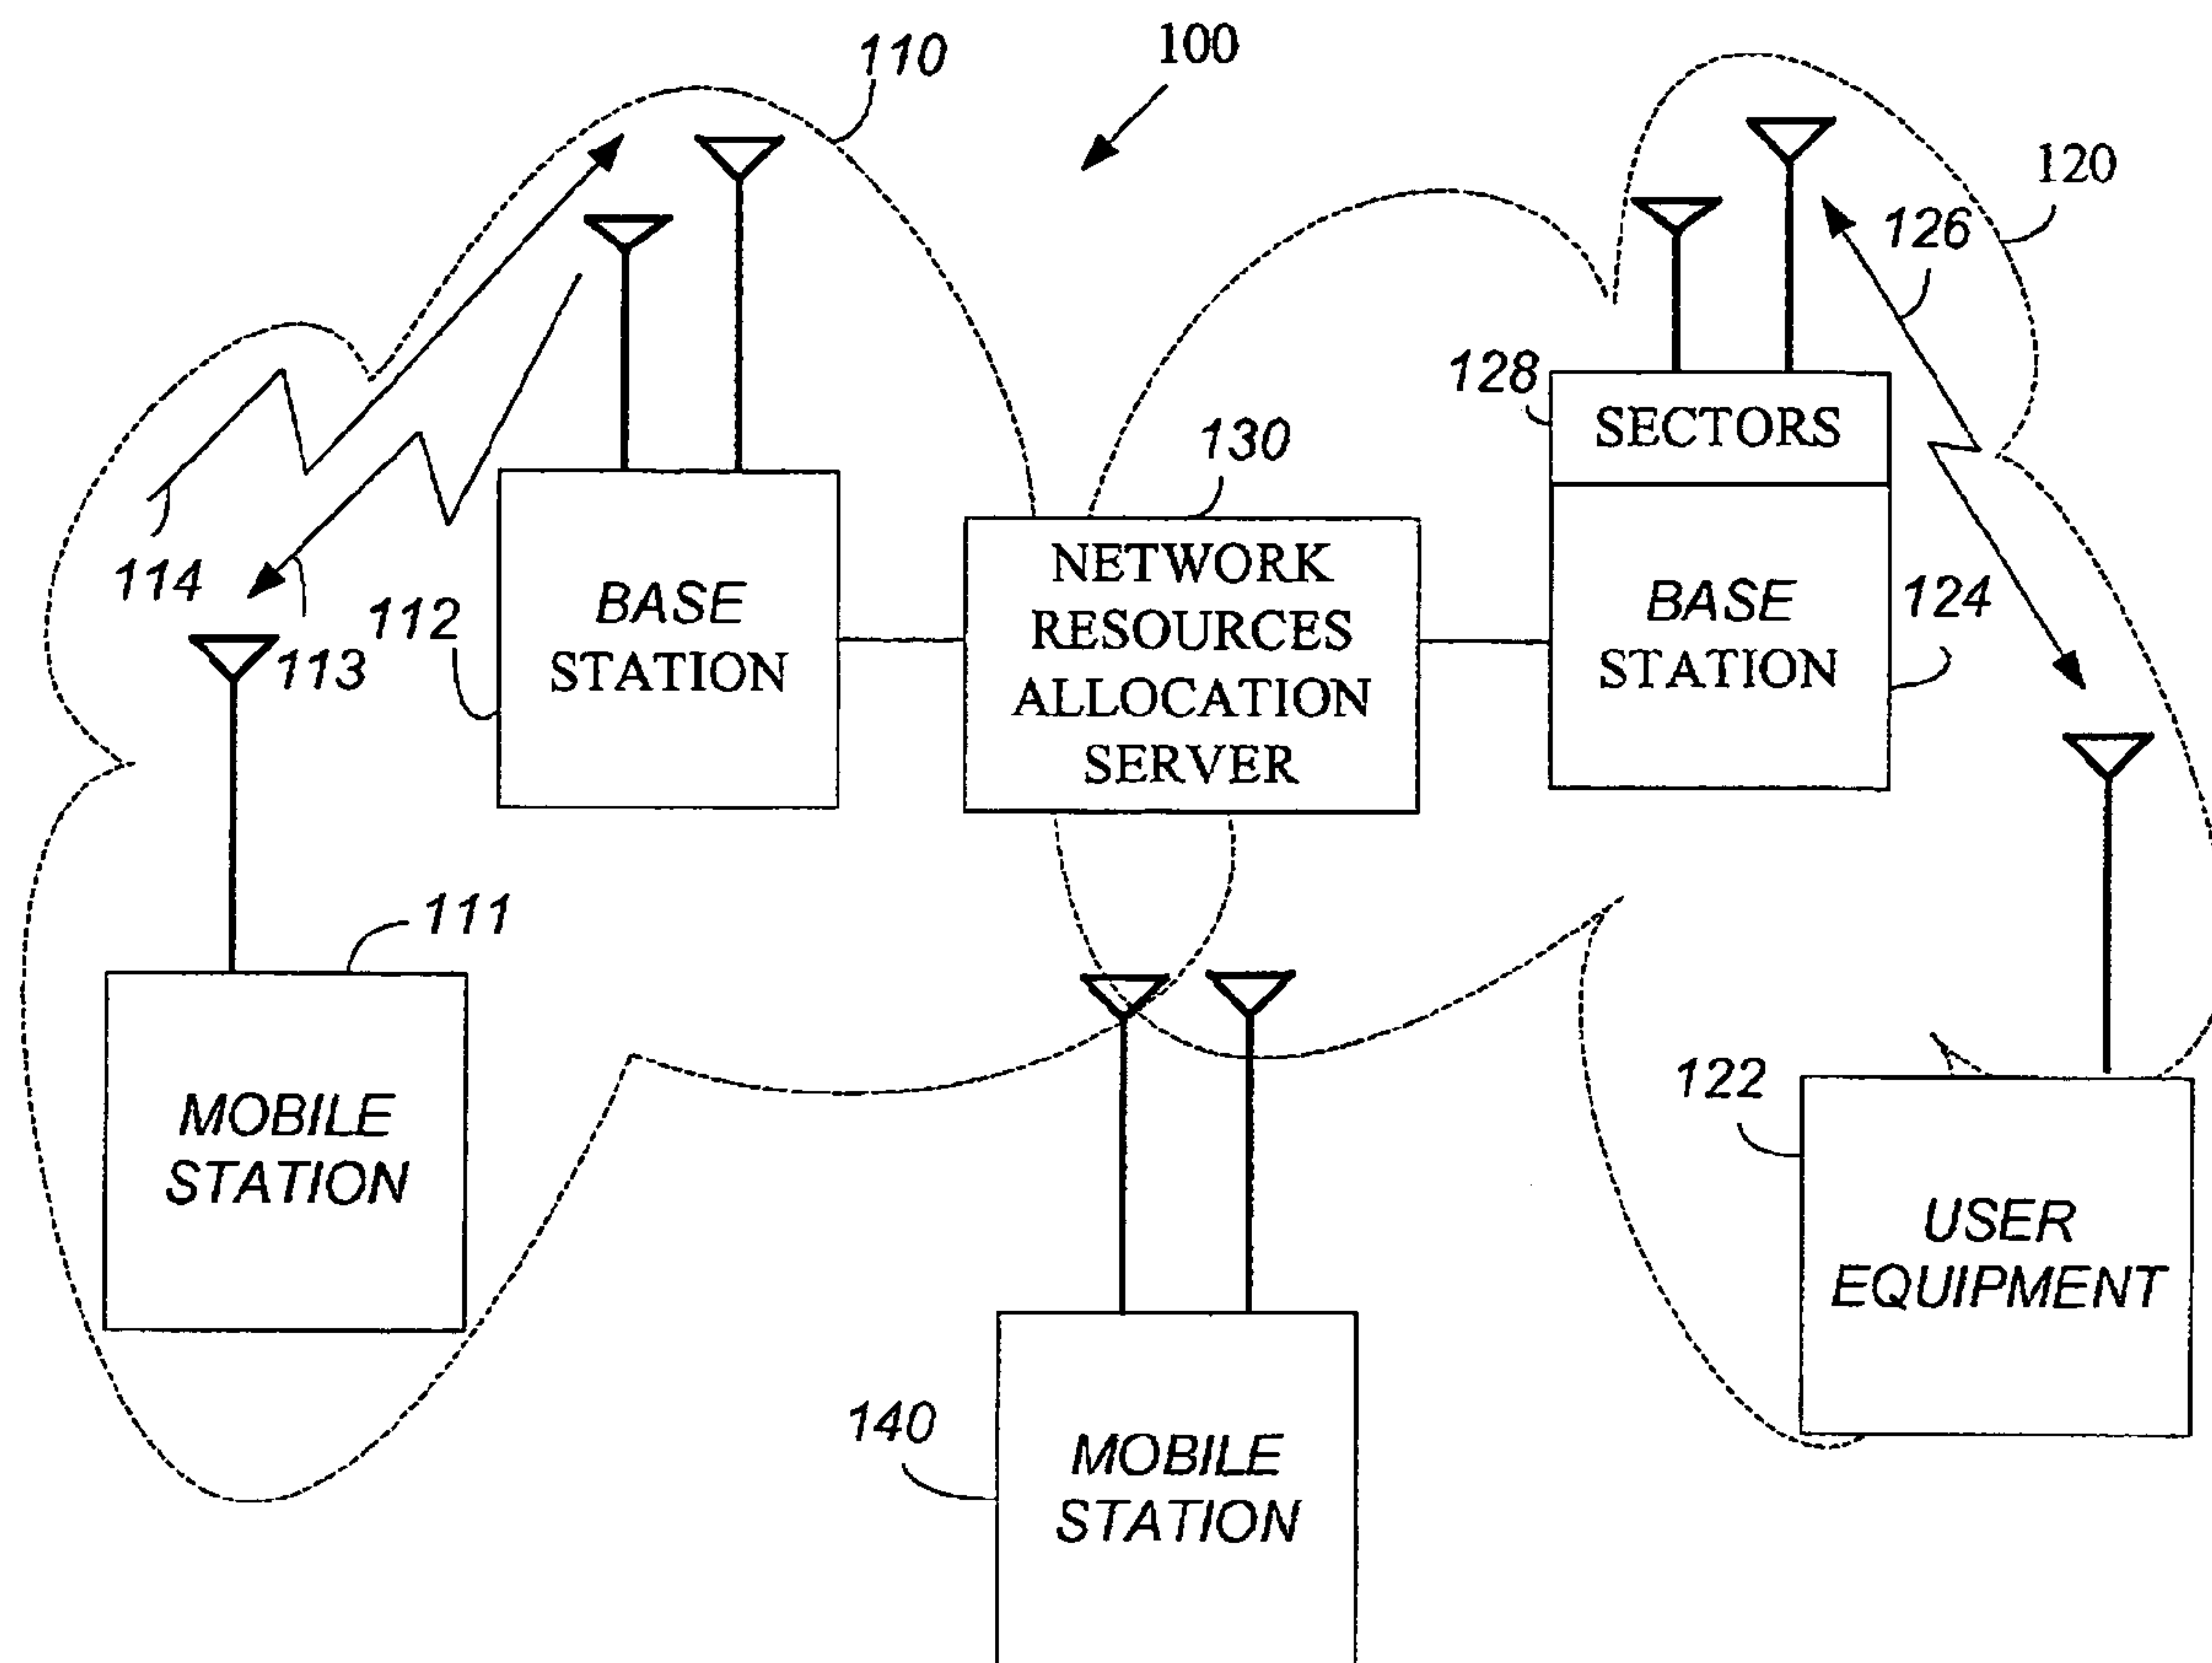 100
110
120
126
128
SECTORS
130
NETWORK
RESOURCES
ALLOCATION
SERVER
BASE
STATION
BASE
STATION
124
114
112
113
111
MOBILE
STATION
122
USER
EQUIPMENT
140
MOBILE
STATION